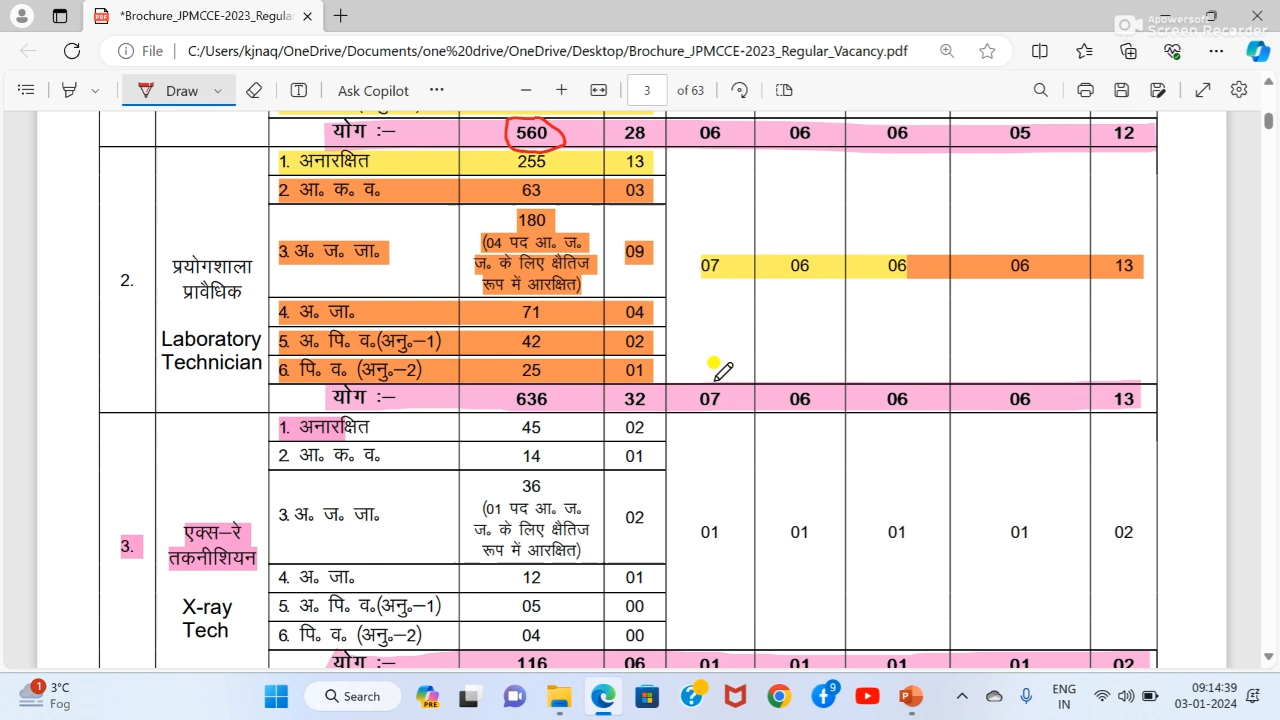 *Brochure_JPMCCE-2023_Regular
Apowersoft
Screen Recorder
File C:/Users/kjnaq/OneDrive/Documents/one%20drive/OneDrive/Desktop/Brochure_JPMCCE-2023_Regular_Vacancy.pdf
Draw Ask Copilot 3 of 63
योग :– 560 28 06 06 06 05 12
1. अनारक्षित 255 13
2. आ॰ क॰ व॰ 63 03
180
3. अ॰ ज॰ जा॰ (04 पद आ॰ ज॰ 09
ज॰ के लिए क्षैतिज
रूप में आरक्षित)
2. प्रयोगशाला
प्रावैधिक
Laboratory
Technician
07 06 06 06 13
4. अ॰ जा॰ 71 04
5. अ॰ पि॰ व॰(अनु॰–1) 42 02
6. पि॰ व॰ (अनु॰–2) 25 01
योग :– 636 32 07 06 06 06 13
1. अनारक्षित 45 02
2. आ॰ क॰ व॰ 14 01
36
3. अ॰ ज॰ जा॰ (01 पद आ॰ ज॰ 02
ज॰ के लिए क्षैतिज
रूप में आरक्षित)
3. एक्स–रे
तकनीशियन
X-ray
Tech
01 01 01 01 02
4. अ॰ जा॰ 12 01
5. अ॰ पि॰ व॰(अनु॰–1) 05 00
6. पि॰ व॰ (अनु॰–2) 04 00
योग :– 116 06 01 01 01 01 02
1 3°C
Fog
Search
PRE
9
ENG
IN
09:14:39
03-01-2024